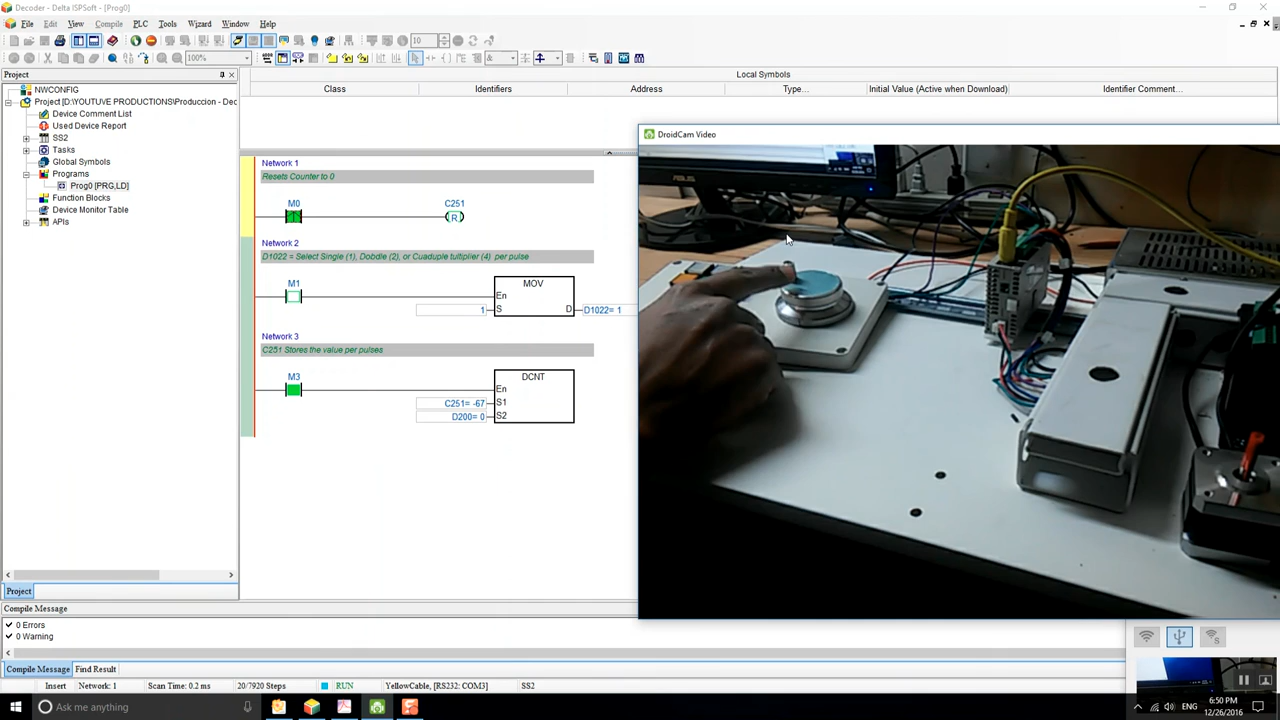 Decoder - Delta ISPSoft - [Prog0]
File Edit View Compile PLC Tools Wizard Window Help
10
100%
&
Project
NWCONFIG
Project [D:\YOUTUVE PRODUCTIONS\Produccion - Dec
Device Comment List
Used Device Report
SS2
Tasks
Global Symbols
Programs
Prog0 [PRG,LD]
Function Blocks
Device Monitor Table
APIs
Project
Local Symbols
Class Identifiers Address Type... Initial Value (Active when Download) Identifier Comment...
Network 1
Resets Counter to 0
M0 C251
R
Network 2
D1022 = Select Single (1), Dobdle (2), or Cuaduple tultiplier (4) per pulse
M1 MOV
En
1 S D D1022= 1
Network 3
C251 Stores the value per pulses
M3 DCNT
En
C251= -67 S1
D200= 0 S2
DroidCam Video
ASUS
Compile Message
0 Errors
0 Warning
Compile Message Find Result
Insert Network: 1 Scan Time: 0.2 ms 20/7920 Steps RUN YellowCable, [RS232: COM3] SS2
Ask me anything
ENG
6:50 PM
12/26/2016